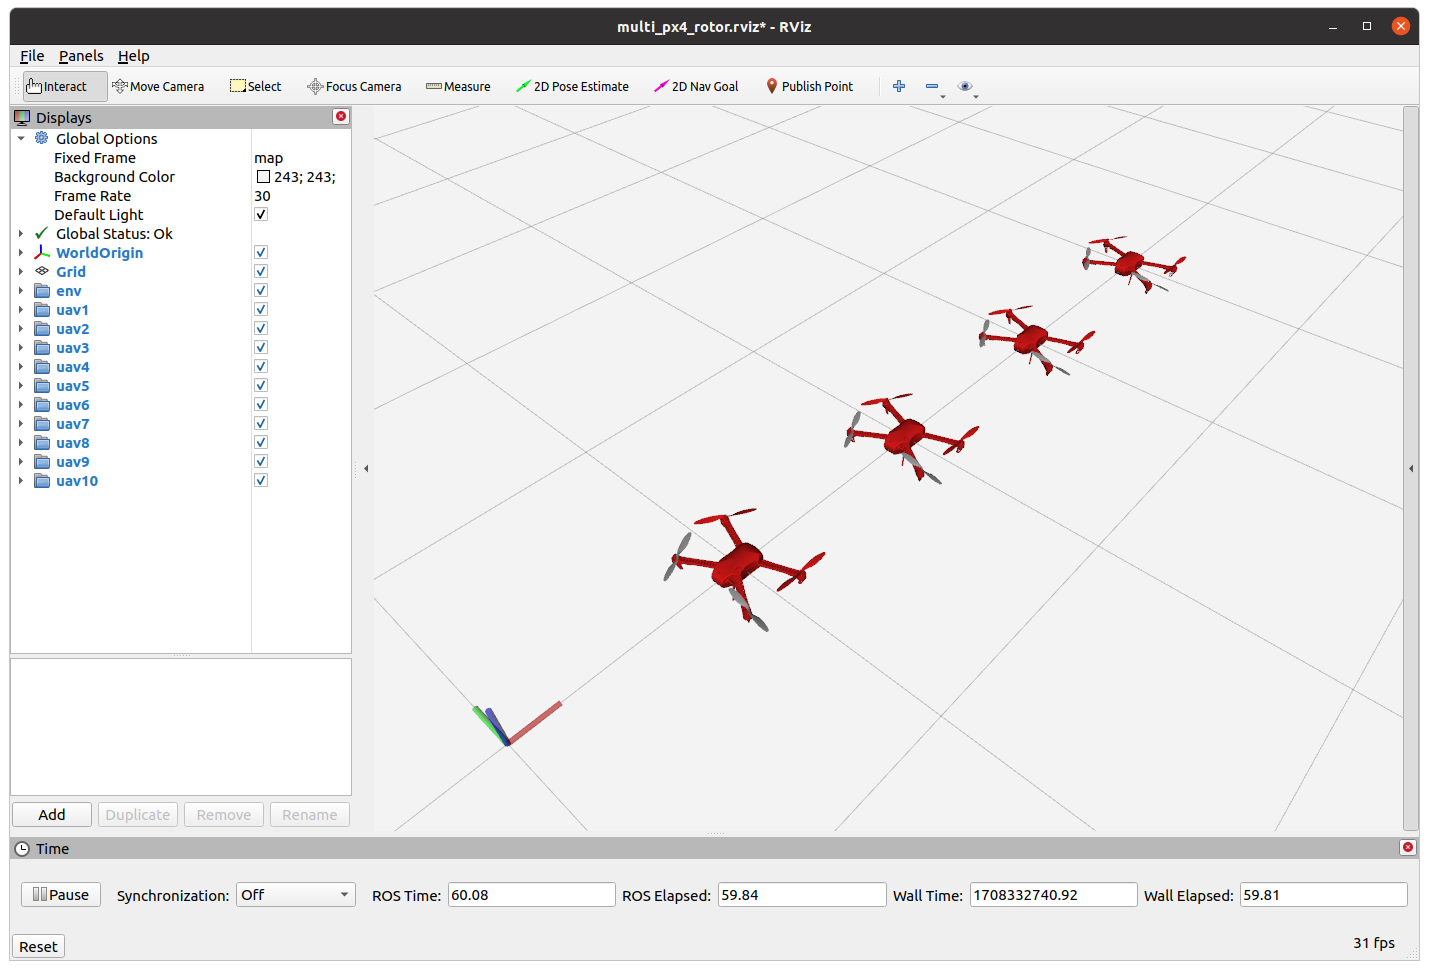 multi_px4_rotor.rviz* - RViz
File Panels Help
Interact Move Camera Select Focus Camera Measure 2D Pose Estimate 2D Nav Goal Publish Point
Displays
Global Options
Fixed Frame map
Background Color 243; 243;
Frame Rate 30
Default Light
Global Status: Ok
WorldOrigin
Grid
env
uav1
uav2
uav3
uav4
uav5
uav6
uav7
uav8
uav9
uav10
Add Duplicate Remove Rename
Time
Pause Synchronization: Off ROS Time: 60.08 ROS Elapsed: 59.84 Wall Time: 1708332740.92 Wall Elapsed: 59.81
Reset 31 fps